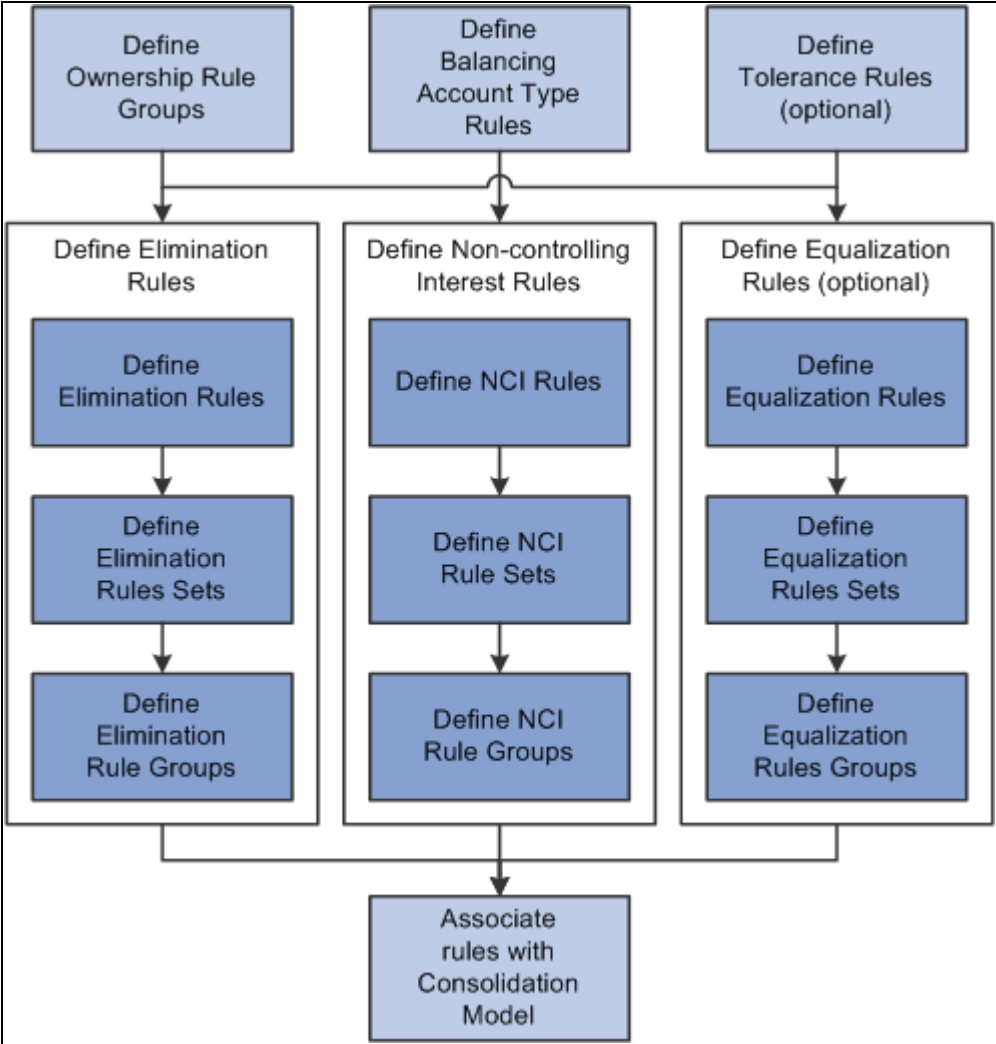 Define
Ownership Rule
Groups
Define
Balancing
Account Type
Rules
Define
Tolerance Rules
(optional)
Define Elimination
Rules
Define
Elimination Rules
Define
Elimination
Rules Sets
Define
Elimination
Rule Groups
Define Non-controlling
Interest Rules
Define NCI Rules
Define NCI
Rule Sets
Define NCI
Rule Groups
Define Equalization
Rules (optional)
Define
Equalization Rules
Define
Equalization
Rules Sets
Define
Equalization
Rules Groups
Associate
rules with
Consolidation
Model